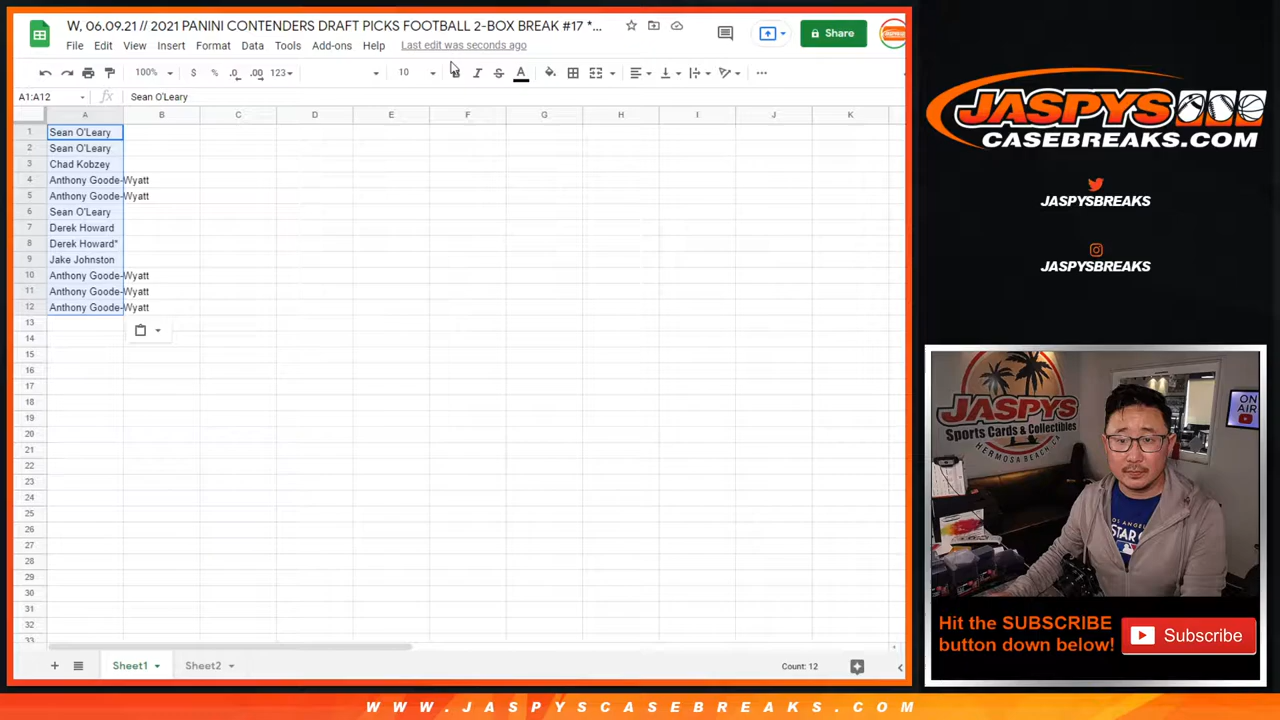 W, 06.09.21 // 2021 PANINI CONTENDERS DRAFT PICKS FOOTBALL 2-BOX BREAK #17 *...
File Edit View Insert Format Data Tools Add-ons Help Last edit was seconds ago
Share
100% $ % .0 .00 123 10
A1:A12 fx Sean O'Leary
A B C D E F G H I J K
1 Sean O'Leary
2 Sean O'Leary
3 Chad Kobzey
4 Anthony Goode-Wyatt
5 Anthony Goode-Wyatt
6 Sean O'Leary
7 Derek Howard
8 Derek Howard*
9 Jake Johnston
10 Anthony Goode-Wyatt
11 Anthony Goode-Wyatt
12 Anthony Goode-Wyatt
13
14
15
16
17
18
19
20
21
22
23
24
25
26
27
28
29
30
31
32
33
Sheet1 Sheet2 Count: 12
JASPYS
CASEBREAKS.COM
JASPYSBREAKS
JASPYSBREAKS
JASPYS
Sports Cards & Collectibles
HERMOSA BEACH, CA
ON
AIR
Hit the SUBSCRIBE
button down below!
Subscribe
WWW.JASPYSCASEBREAKS.COM